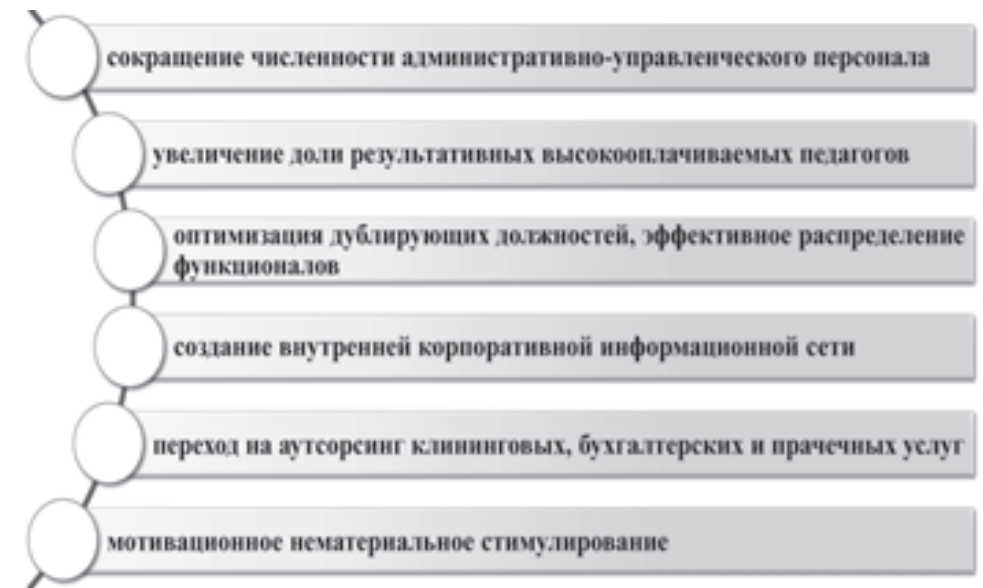 сокращение численности административно-управленческого персонала
увеличение доли результативных высокооплачиваемых педагогов
оптимизация дублирующих должностей, эффективное распределение
функционалов
создание внутренней корпоративной информационной сети
переход на аутсорсинг клининговых, бухгалтерских и прачечных услуг
мотивационное нематериальное стимулирование